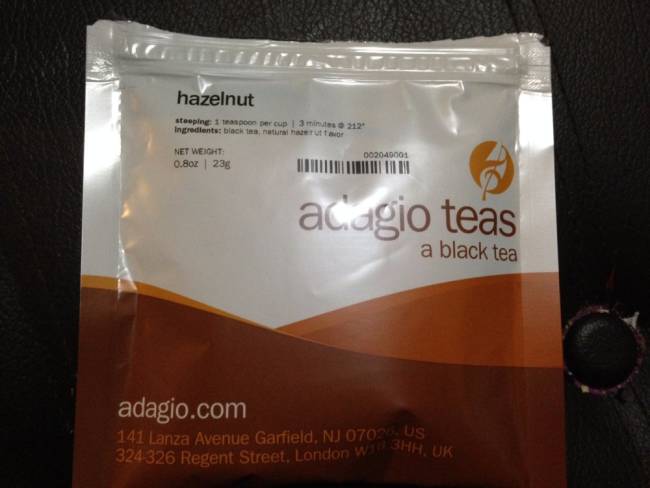 hazelnut
steeping: 1 teaspoon per cup | 3 minutes @ 212°
ingredients: black tea, natural hazelnut flavor
NET WEIGHT:
0.8oz | 23g
002049001
adagio teas
a black tea
adagio.com
141 Lanza Avenue Garfield, NJ 07026, US
324-326 Regent Street, London 3HH, UK